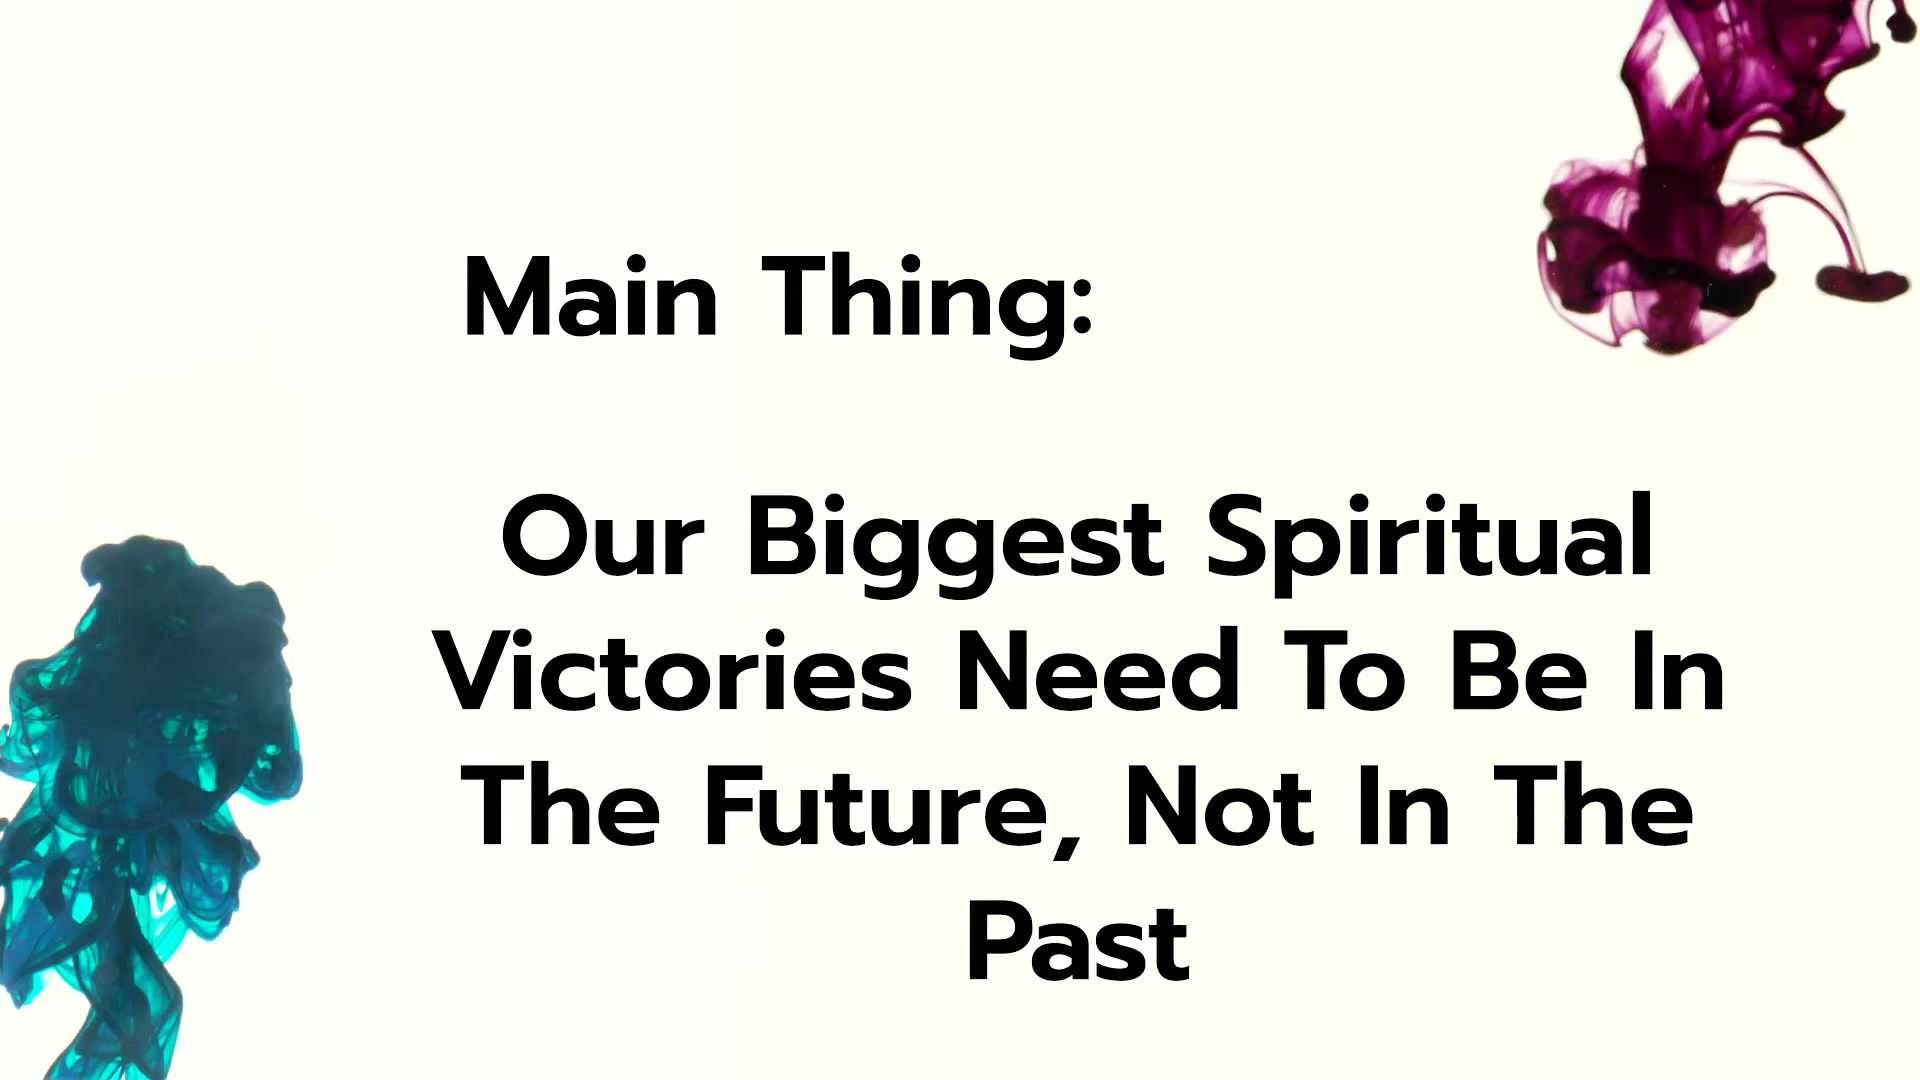 Main Thing:
Our Biggest Spiritual
Victories Need To Be In
The Future, Not In The
Past